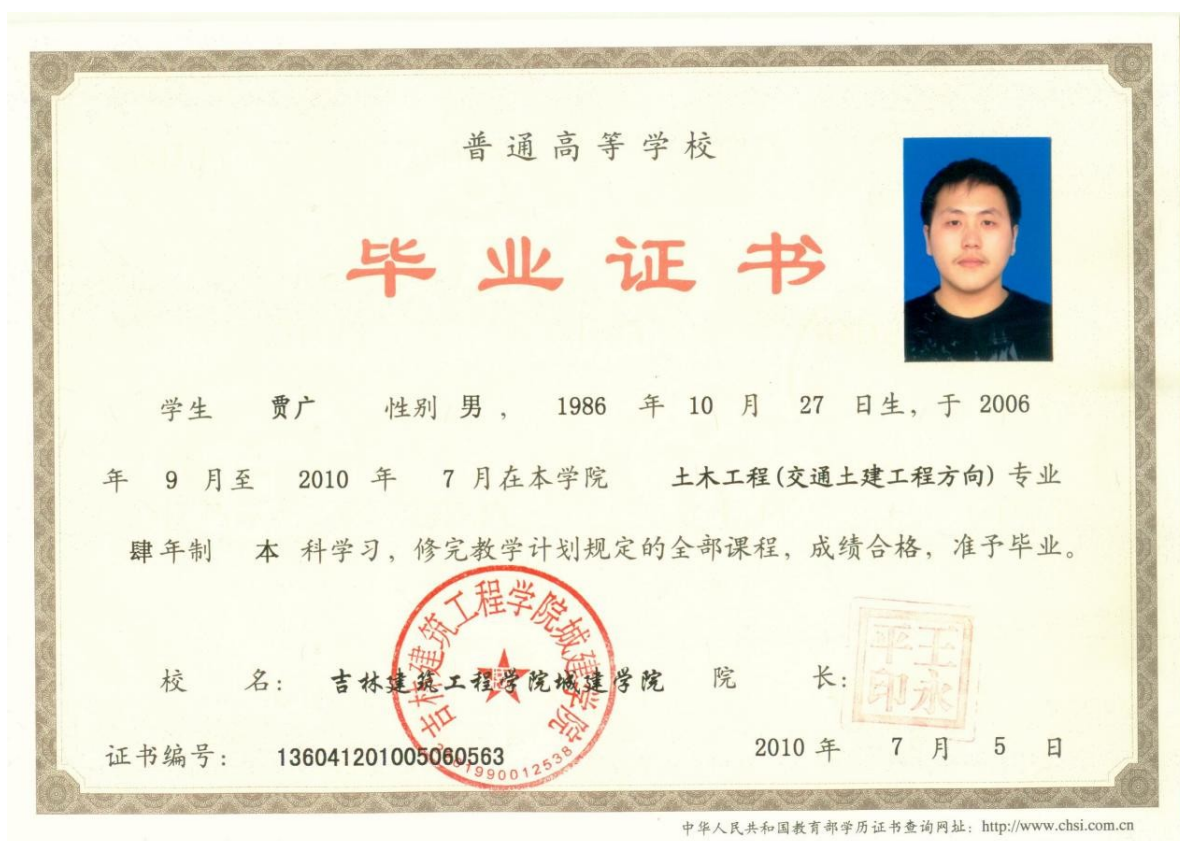 普通高等学校
毕业证书
学生 贾广 性别 男， 1986 年 10 月 27 日生，于 2006
年 9 月至 2010 年 7 月在本学院 土木工程(交通土建工程方向) 专业
肆年制 本 科学习，修完教学计划规定的全部课程，成绩合格，准予毕业。
吉林建筑工程学院城建学院
校 名： 吉林建筑工程学院城建学院 院 长：
王永平印
证书编号： 136041201005060563 2010 年 7 月 5 日
中华人民共和国教育部学历证书查询网址：http://www.chsi.com.cn